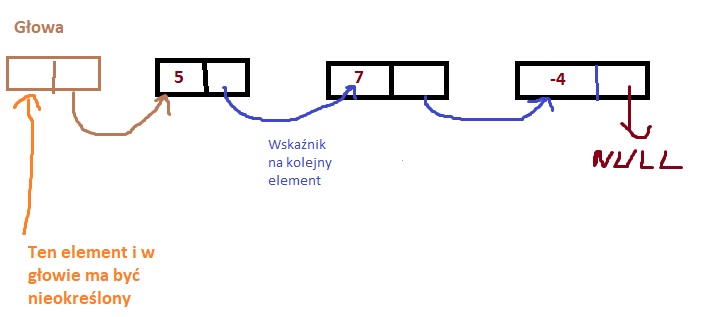 Głowa
5
7
-4
Wskaźnik
na kolejny
element
NULL
Ten element i w
głowie ma być
nieokreślony